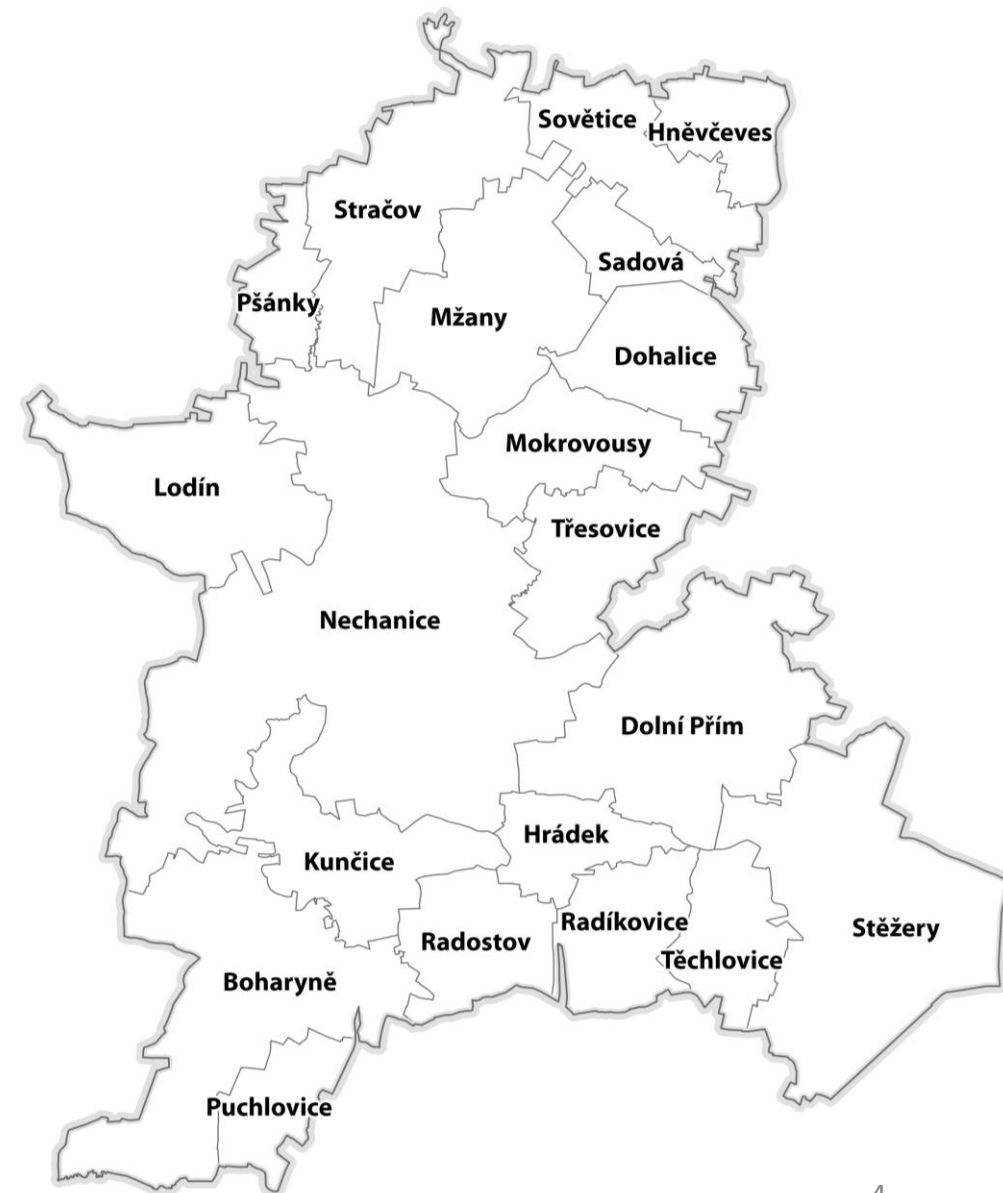 Sovětice
Hněvčeves
Stračov
Sadová
Pšánky
Mžany
Dohalice
Mokrovousy
Lodín
Třesovice
Nechanice
Dolní Přím
Hrádek
Kunčice
Radíkovice
Stěžery
Radostov
Těchlovice
Boharyně
Puchlovice